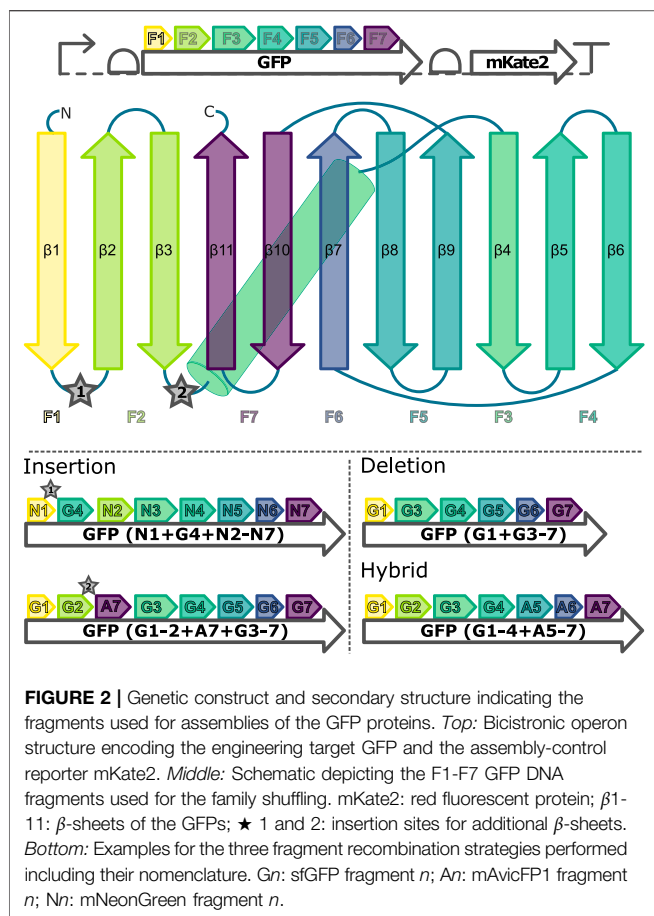 F1 F2 F3 F4 F5 F6 F7
GFP mKate2
N C
β1 β2 β3 β11 β10 β7 β8 β9 β4 β5 β6
1 2
F1 F2 F7 F6 F5 F3 F4
Insertion
1
N1 G4 N2 N3 N4 N5 N6 N7
GFP (N1+G4+N2-N7)
2
G1 G2 A7 G3 G4 G5 G6 G7
GFP (G1-2+A7+G3-7)
Deletion
G1 G3 G4 G5 G6 G7
GFP (G1+G3-7)
Hybrid
G1 G2 G3 G4 A5 A6 A7
GFP (G1-4+A5-7)
FIGURE 2 | Genetic construct and secondary structure indicating the
fragments used for assemblies of the GFP proteins. Top: Bicistronic operon
structure encoding the engineering target GFP and the assembly-control
reporter mKate2. Middle: Schematic depicting the F1-F7 GFP DNA
fragments used for the family shuffling. mKate2: red fluorescent protein; β1-
11: β-sheets of the GFPs; ★ 1 and 2: insertion sites for additional β-sheets.
Bottom: Examples for the three fragment recombination strategies performed
including their nomenclature. Gn: sfGFP fragment n; An: mAvicFP1 fragment
n; Nn: mNeonGreen fragment n.